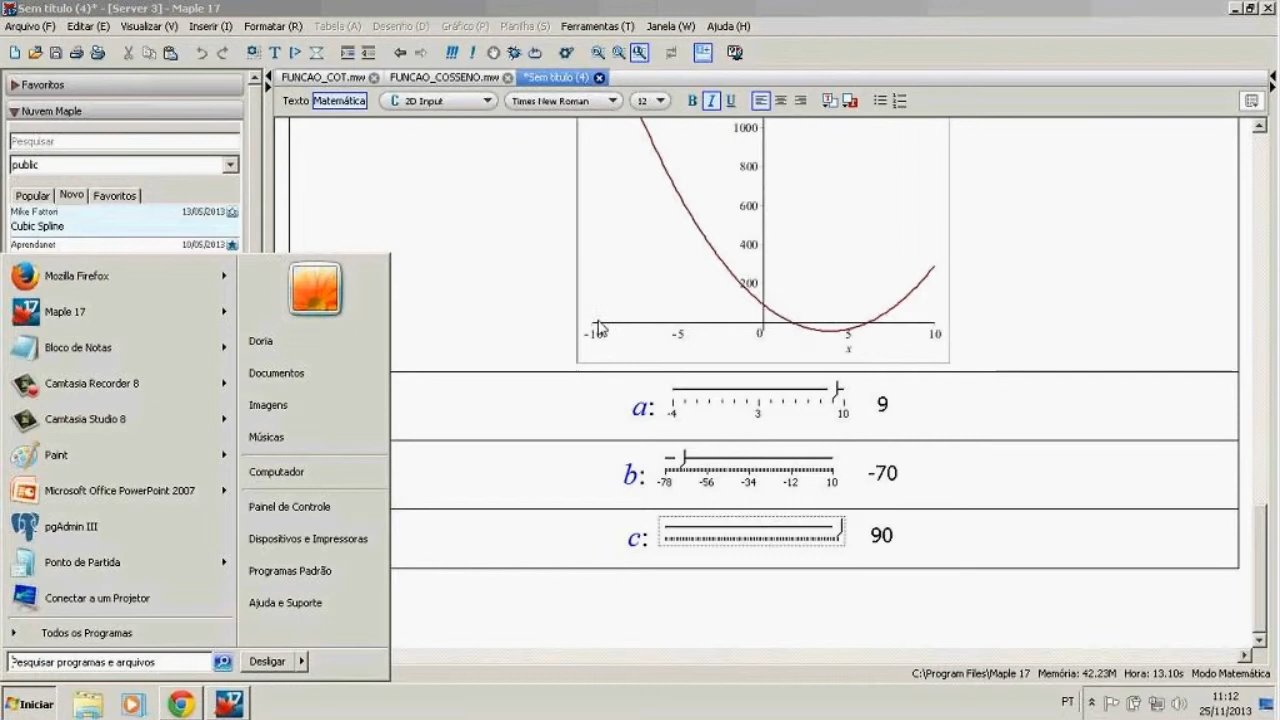 Sem título (4)* - [Server 3] - Maple 17
Arquivo (F) Editar (E) Visualizar (V) Inserir (I) Formatar (R) Tabela (A) Desenho (D) Gráfico (P) Planilha (S) Ferramentas (T) Janela (W) Ajuda (H)
Favoritos
FUNCAO_COT.mw FUNCAO_COSSENO.mw *Sem título (4)
Nuvem Maple
Texto Matemática C 2D Input Times New Roman 12 B I U
Pesquisar
public
Popular Novo Favoritos
Mike Fattori 13/05/2013
Cubic Spline
Aprendanet 10/05/2013
Mozilla Firefox
Maple 17
Bloco de Notas
Camtasia Recorder 8
Camtasia Studio 8
Paint
Microsoft Office PowerPoint 2007
pgAdmin III
Ponto de Partida
Conectar a um Projetor
Todos os Programas
Pesquisar programas e arquivos
Doria
Documentos
Imagens
Músicas
Computador
Painel de Controle
Dispositivos e Impressoras
Programas Padrão
Ajuda e Suporte
Desligar
1000
800
600
400
200
-10 -5 0 5 10
x
a: 9
-4 3 10
b: -70
-78 -56 -34 -12 10
c: 90
C:\Program Files\Maple 17 Memória: 42.23M Hora: 13.10s Modo Matemática
Iniciar
PT
11:12
25/11/2013